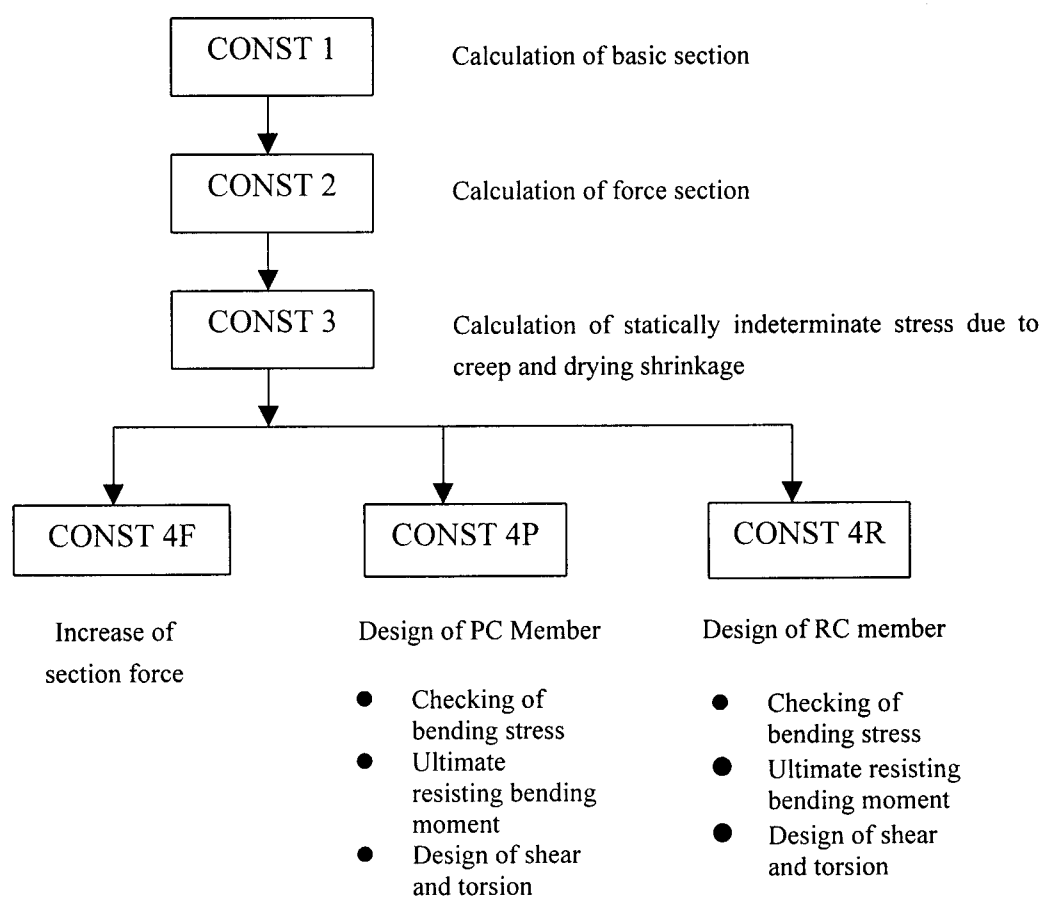 CONST 1
Calculation of basic section
CONST 2
Calculation of force section
CONST 3
Calculation of statically indeterminate stress due to
creep and drying shrinkage
CONST 4F
CONST 4P
CONST 4R
Increase of
section force
Design of PC Member
● Checking of
bending stress
● Ultimate
resisting bending
moment
● Design of shear
and torsion
Design of RC member
● Checking of
bending stress
● Ultimate resisting
bending moment
● Design of shear
and torsion